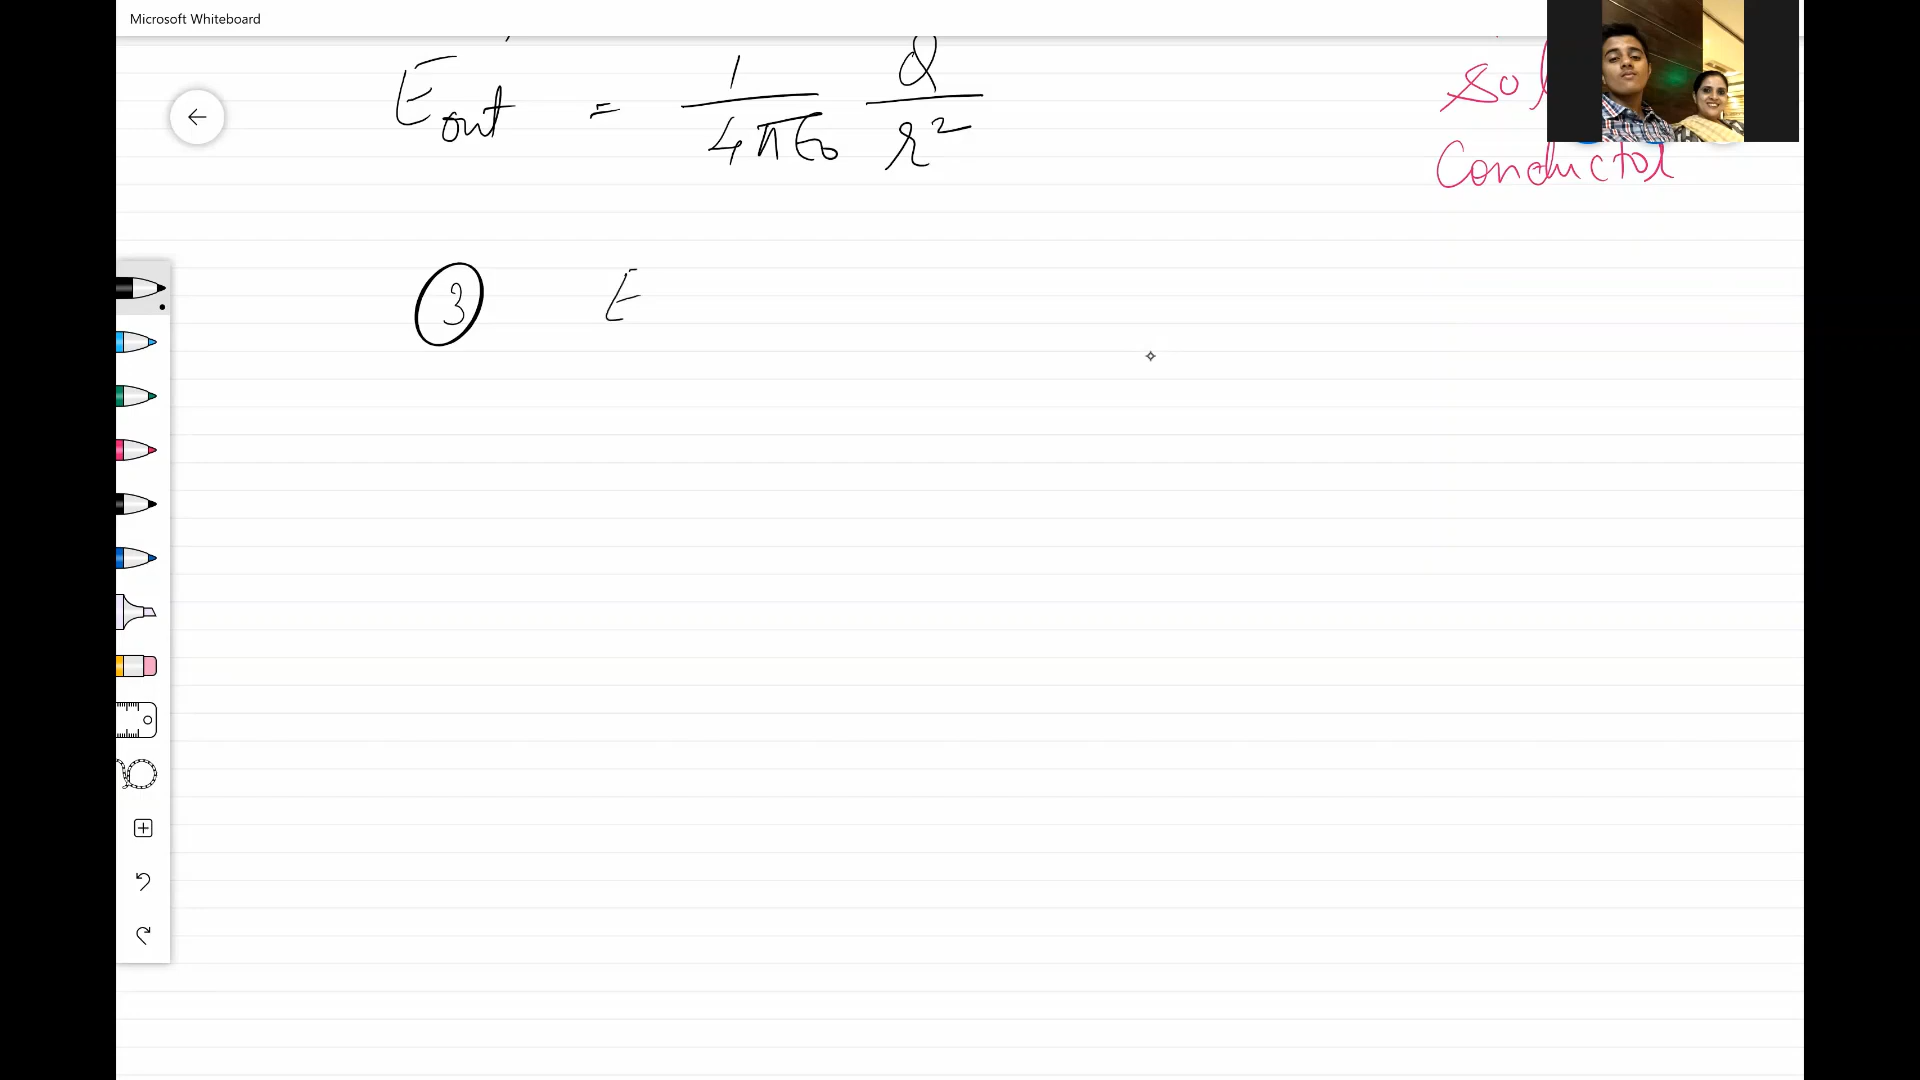 Microsoft Whiteboard
E_out = 1/4πϵ₀ Q/r²
Conductor
③ E